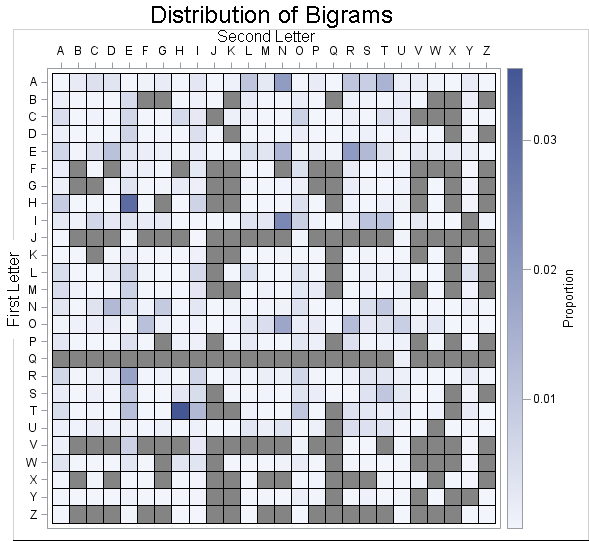 Distribution of Bigrams
Second Letter
A B C D E F G H I J K L M N O P Q R S T U V W X Y Z
A
B
C
D
E
F
G
H
I
J
K
L
M
N
O
P
Q
R
S
T
U
V
W
X
Y
Z
First Letter
0.03
0.02
0.01
Proportion